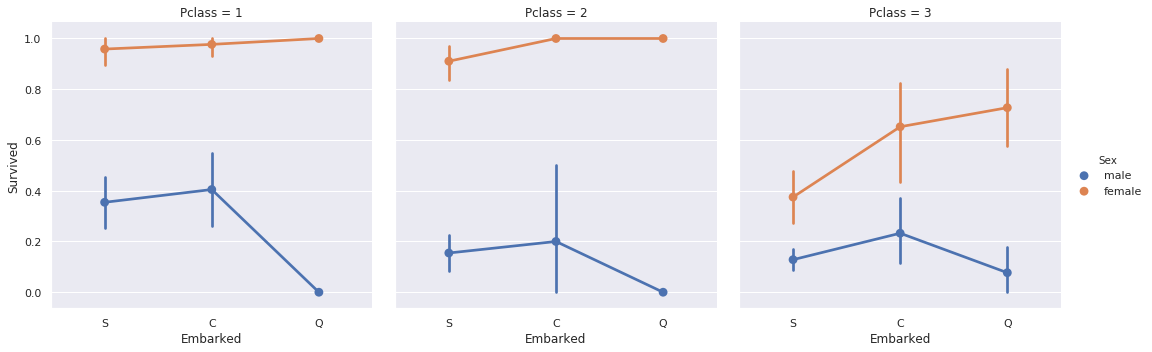 Pclass = 1
Pclass = 2
Pclass = 3
Survived
1.0
0.8
0.6
0.4
0.2
0.0
S C Q
S C Q
S C Q
Embarked
Embarked
Embarked
Sex
male
female